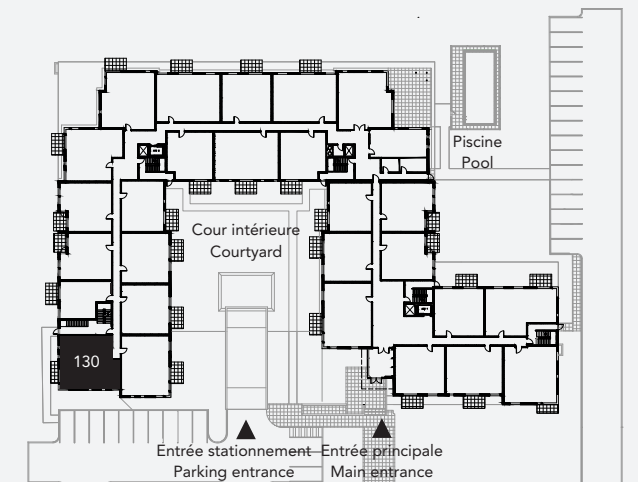 Piscine
Pool
Cour intérieure
Courtyard
130
Entrée stationnement
Parking entrance
Entrée principale
Main entrance